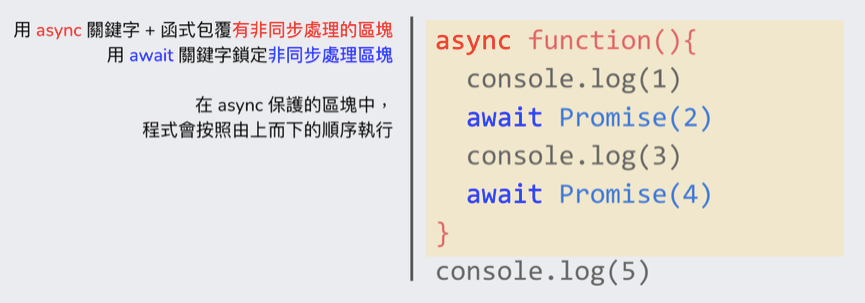 用 async 關鍵字 + 函式包覆有非同步處理的區塊
用 await 關鍵字鎖定非同步處理區塊
在 async 保護的區塊中，
程式會按照由上而下的順序執行
async function(){
  console.log(1)
  await Promise(2)
  console.log(3)
  await Promise(4)
}
console.log(5)